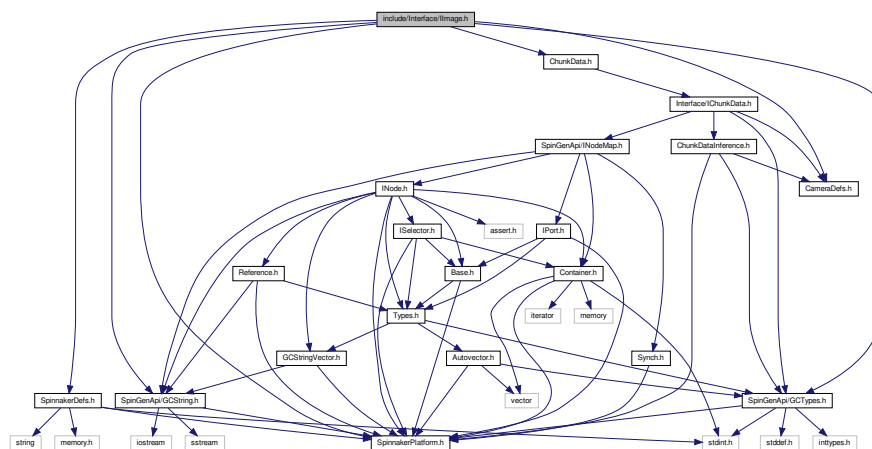 include/Interface/IImage.h
ChunkData.h
Interface/IChunkData.h
SpinGenApi/INodeMap.h
ChunkDataInference.h
INode.h
CameraDefs.h
ISelector.h
assert.h
IPort.h
Reference.h
Base.h
Container.h
Types.h
iterator
memory
GCStringVector.h
Autovector.h
Synch.h
SpinnakerDefs.h
SpinGenApi/GCString.h
vector
SpinGenApi/GCTypes.h
string
memory.h
iostream
sstream
SpinnakerPlatform.h
stdint.h
stddef.h
inttypes.h